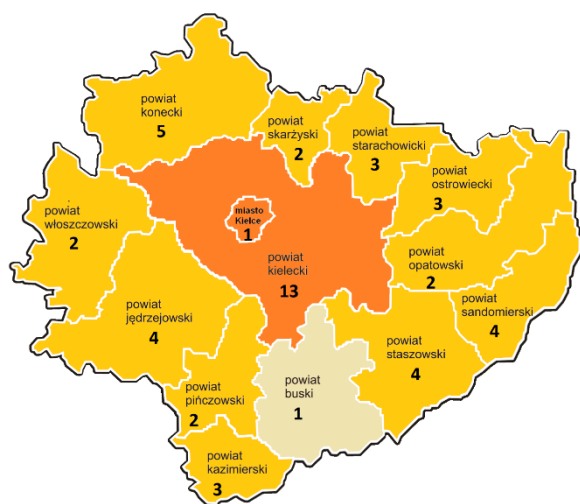 powiat
konecki
5
powiat
skarżyski
2
powiat
starachowicki
3
powiat
ostrowiecki
3
powiat
włoszczowski
2
miasto
Kielce
1
powiat
kielecki
13
powiat
opatowski
2
powiat
sandomierski
4
powiat
jędrzejowski
4
powiat
staszowski
4
powiat
buski
1
powiat
pińczowski
2
powiat
kazimierski
3